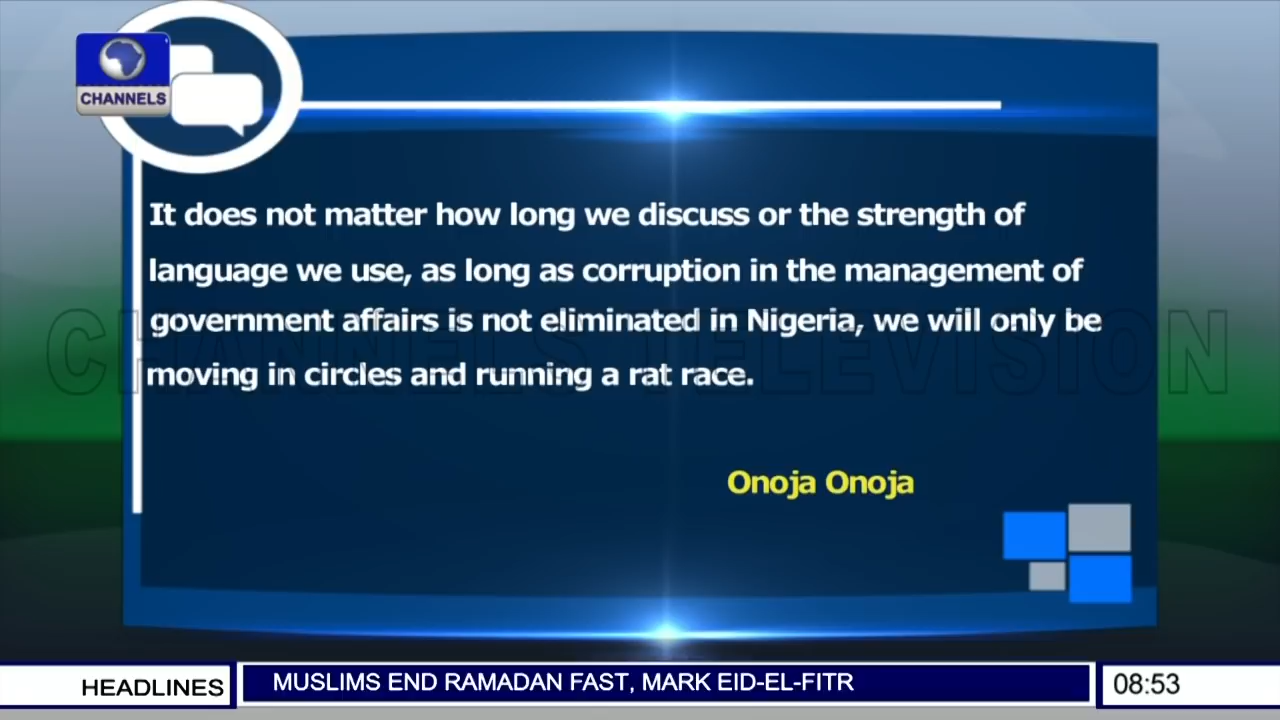 CHANNELS
It does not matter how long we discuss or the strength of
language we use, as long as corruption in the management of
government affairs is not eliminated in Nigeria, we will only be
moving in circles and running a rat race.
CHANNELS TELEVISION
Onoja Onoja
HEADLINES
MUSLIMS END RAMADAN FAST, MARK EID-EL-FITR
08:53